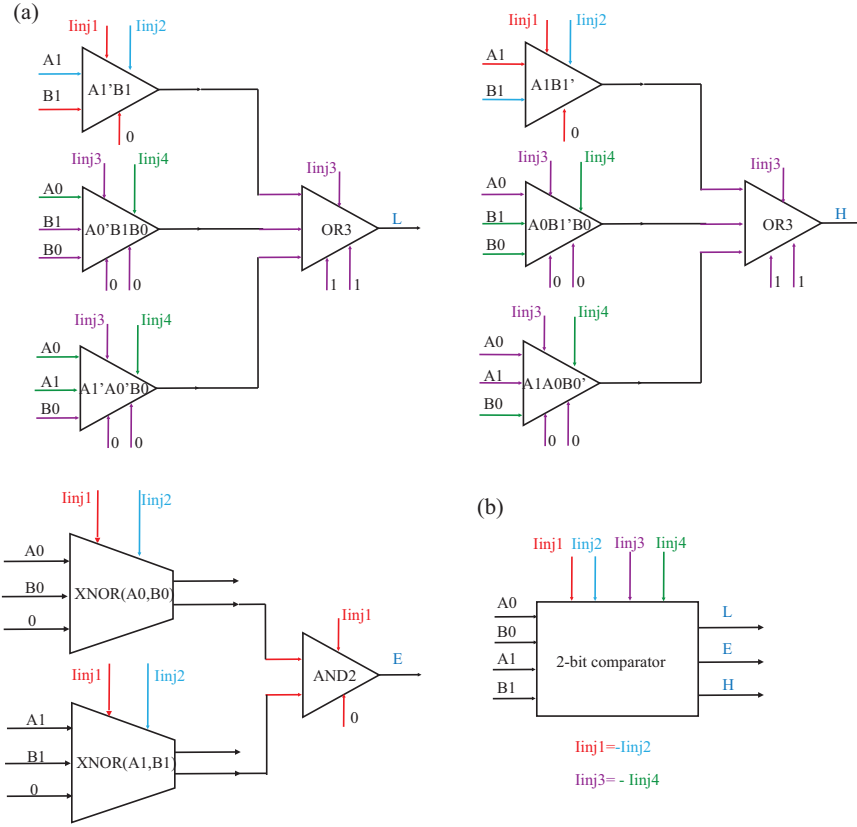 (a)
Iinj1 Iinj2
A1
B1
A1’B1
0
Iinj3 Iinj4
A0
B1
B0
A0’B1B0
0 0
Iinj3 Iinj4
A0
A1
B0
A1’A0’B0
0 0
Iinj3
OR3
L
1 1
Iinj1 Iinj2
A1
B1
A1B1’
0
Iinj3 Iinj4
A0
B1
B0
A0B1’B0
0 0
Iinj3 Iinj4
A0
A1
B0
A1A0B0’
0 0
Iinj3
OR3
H
1 1
Iinj1 Iinj2
A0
B0
0
XNOR(A0,B0)
Iinj1 Iinj2
A1
B1
0
XNOR(A1,B1)
Iinj1
AND2
E
0
(b)
Iinj1 Iinj2 Iinj3 Iinj4
A0
B0
A1
B1
2-bit comparator
L
E
H
Iinj1=-Iinj2
Iinj3= - Iinj4